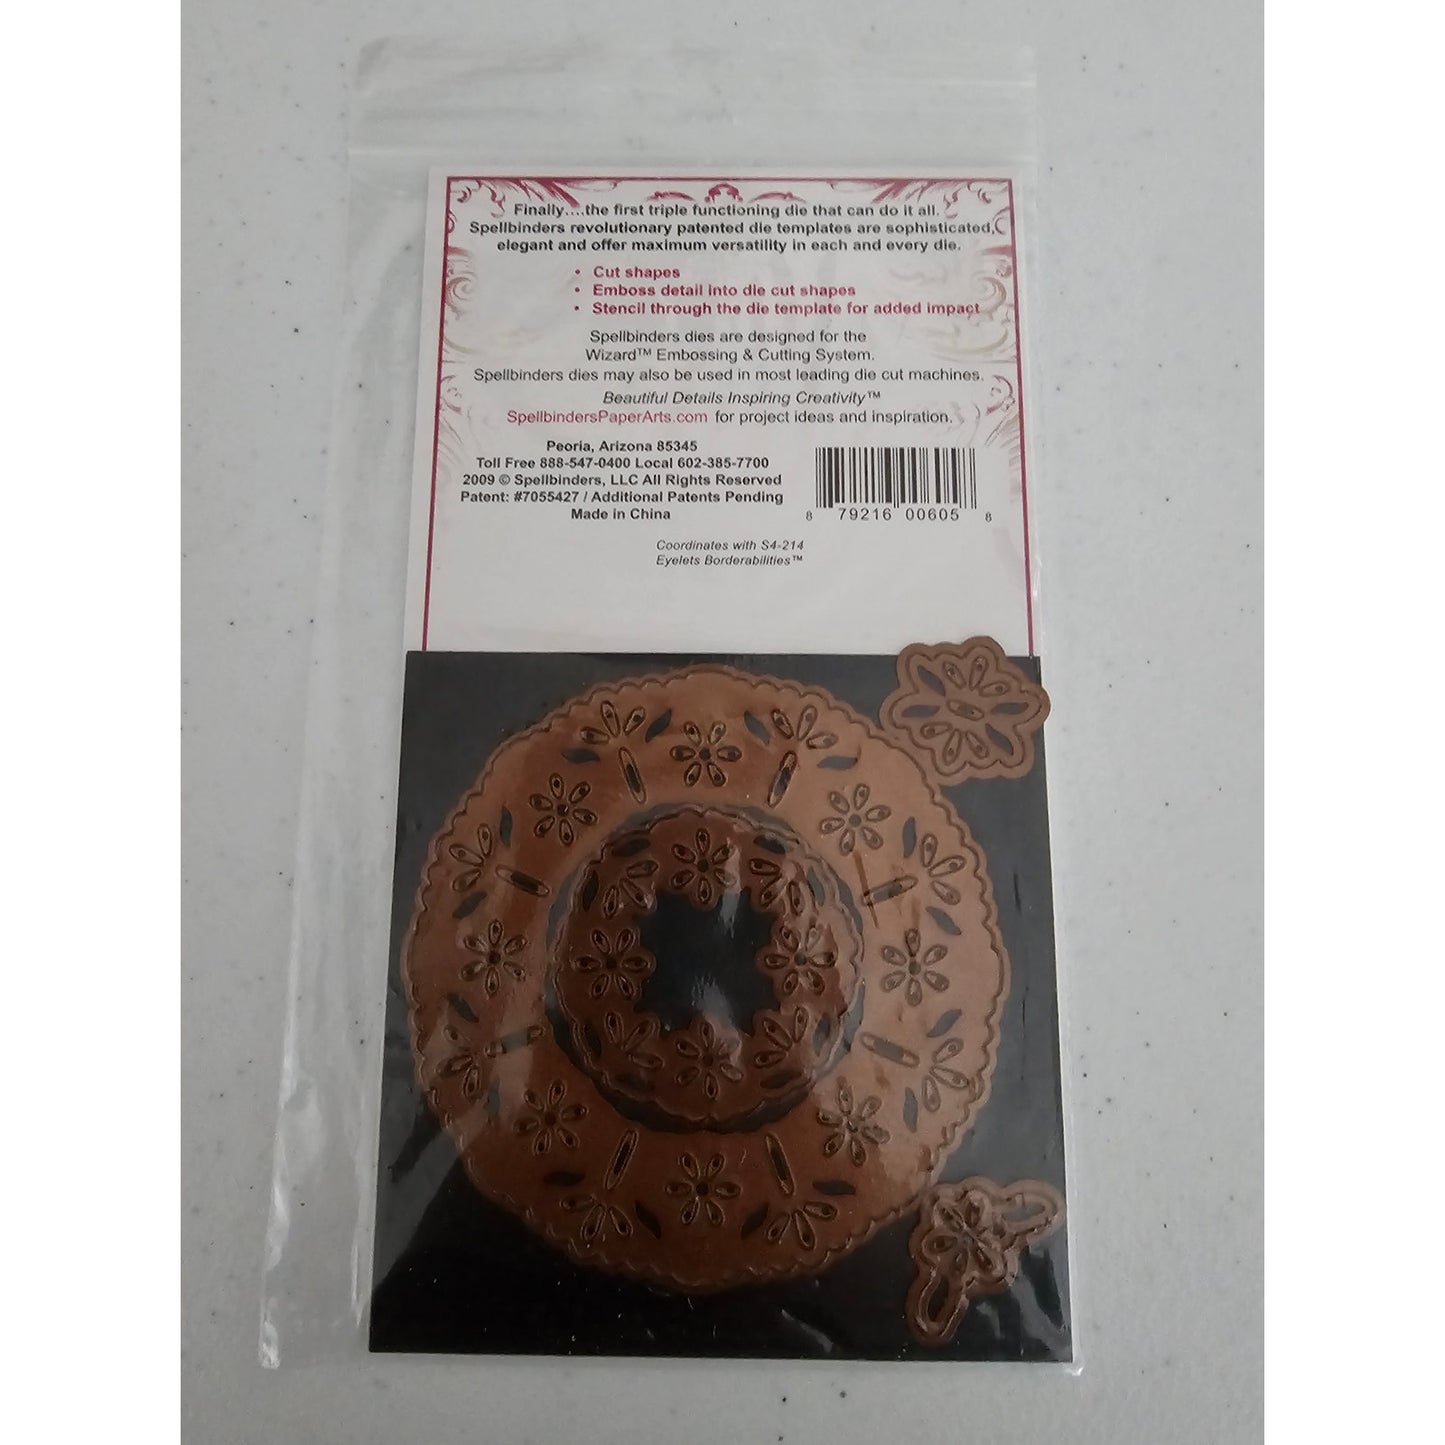 Finally....the first triple functioning die that can do it all.
Spellbinders revolutionary patented die templates are sophisticated,
elegant and offer maximum versatility in each and every die.
• Cut shapes
• Emboss detail into die cut shapes
• Stencil through the die template for added impact
Spellbinders dies are designed for the
Wizard™ Embossing & Cutting System.
Spellbinders dies may also be used in most leading die cut machines.
Beautiful Details Inspiring Creativity™
SpellbindersPaperArts.com for project ideas and inspiration.
Peoria, Arizona 85345
Toll Free 888-547-0400 Local 602-385-7700
2009 © Spellbinders, LLC All Rights Reserved
Patent: #7055427 / Additional Patents Pending
Made in China
8 79216 00605 8
Coordinates with S4-214
Eyelets Borderabilities™